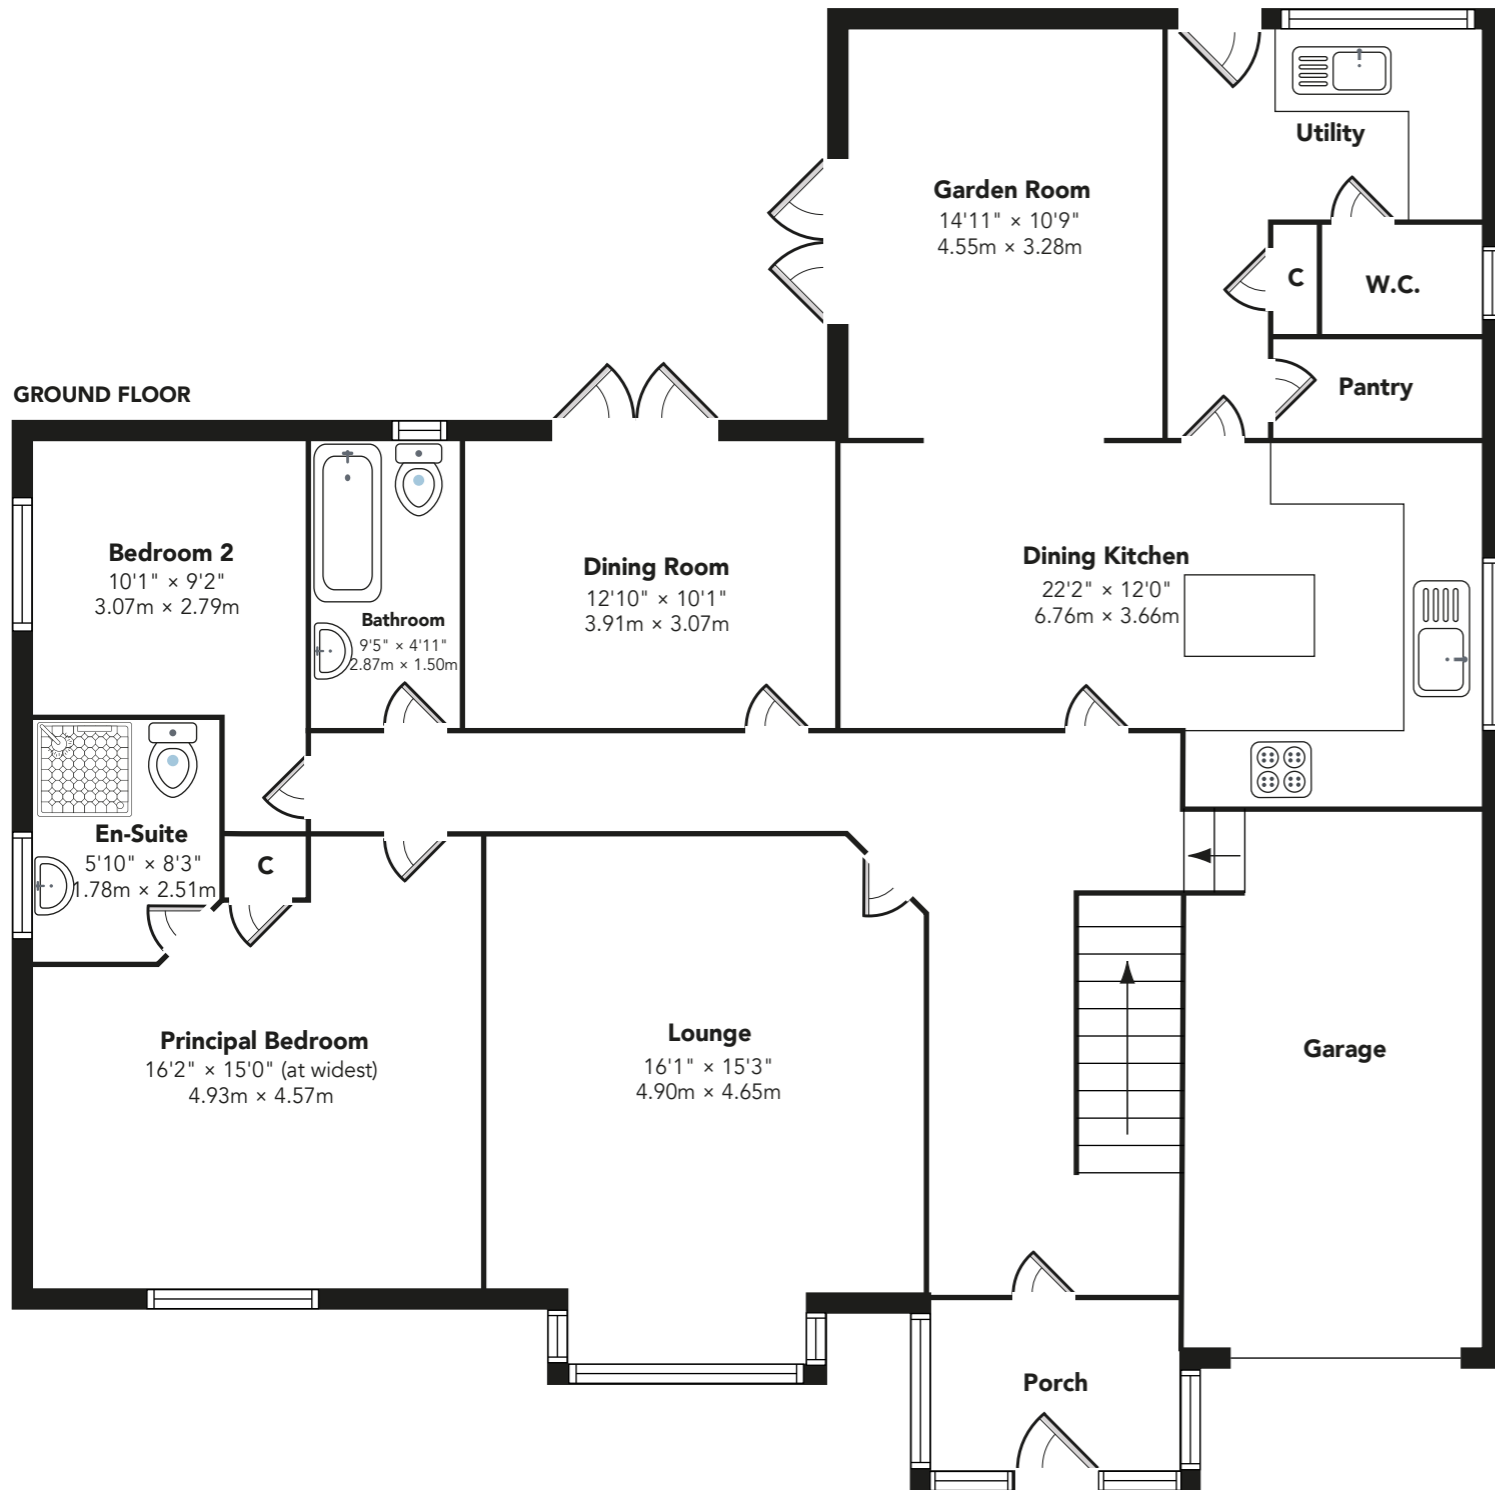 Utility
Garden Room
14'11" × 10'9"
4.55m × 3.28m
C
W.C.
Pantry
GROUND FLOOR
Bedroom 2
10'1" × 9'2"
3.07m × 2.79m
Bathroom
9'5" × 4'11"
2.87m × 1.50m
Dining Room
12'10" × 10'1"
3.91m × 3.07m
Dining Kitchen
22'2" × 12'0"
6.76m × 3.66m
En-Suite
5'10" × 8'3"
1.78m × 2.51m
C
Principal Bedroom
16'2" × 15'0" (at widest)
4.93m × 4.57m
Lounge
16'1" × 15'3"
4.90m × 4.65m
Garage
Porch